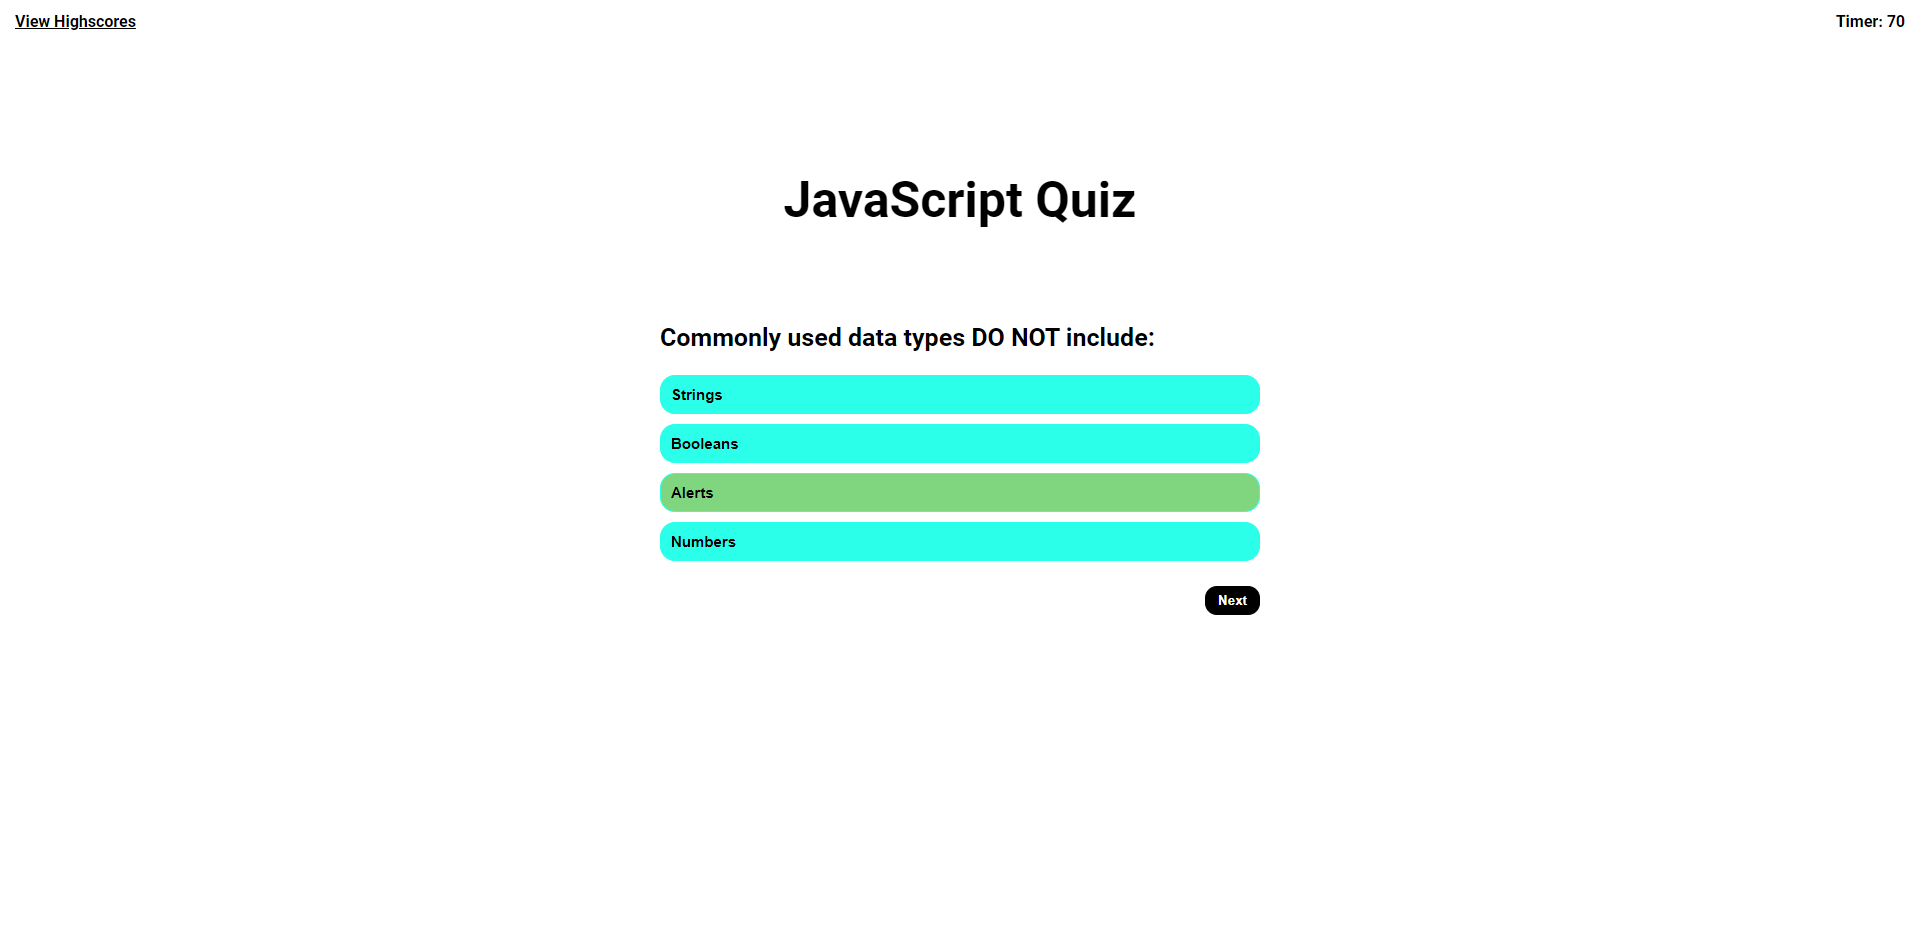 View Highscores
Timer: 70
JavaScript Quiz
Commonly used data types DO NOT include:
Strings
Booleans
Alerts
Numbers
Next